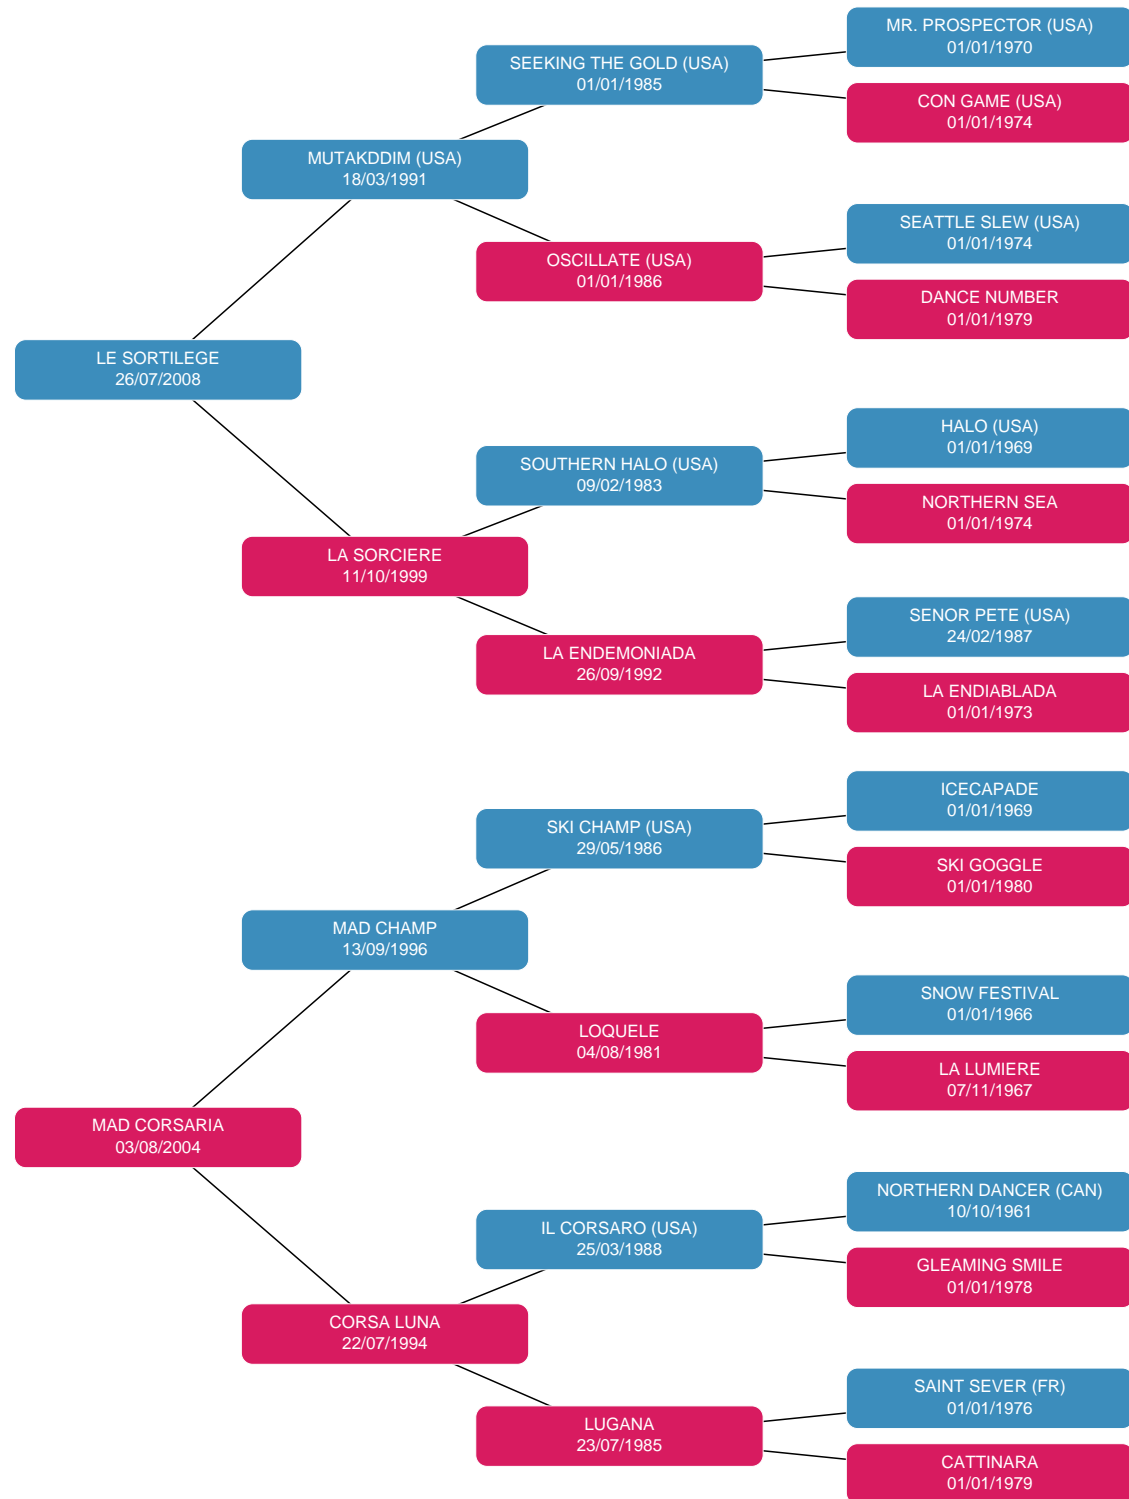 MR. PROSPECTOR (USA)
01/01/1970
SEEKING THE GOLD (USA)
01/01/1985
CON GAME (USA)
01/01/1974
MUTAKDDIM (USA)
18/03/1991
SEATTLE SLEW (USA)
01/01/1974
OSCILLATE (USA)
01/01/1986
DANCE NUMBER
01/01/1979
LE SORTILEGE
26/07/2008
HALO (USA)
01/01/1969
SOUTHERN HALO (USA)
09/02/1983
NORTHERN SEA
01/01/1974
LA SORCIERE
11/10/1999
SENOR PETE (USA)
24/02/1987
LA ENDEMONIADA
26/09/1992
LA ENDIABLADA
01/01/1973
ICECAPADE
01/01/1969
SKI CHAMP (USA)
29/05/1986
SKI GOGGLE
01/01/1980
MAD CHAMP
13/09/1996
SNOW FESTIVAL
01/01/1966
LOQUELE
04/08/1981
LA LUMIERE
07/11/1967
MAD CORSARIA
03/08/2004
NORTHERN DANCER (CAN)
10/10/1961
IL CORSARO (USA)
25/03/1988
GLEAMING SMILE
01/01/1978
CORSA LUNA
22/07/1994
SAINT SEVER (FR)
01/01/1976
LUGANA
23/07/1985
CATTINARA
01/01/1979